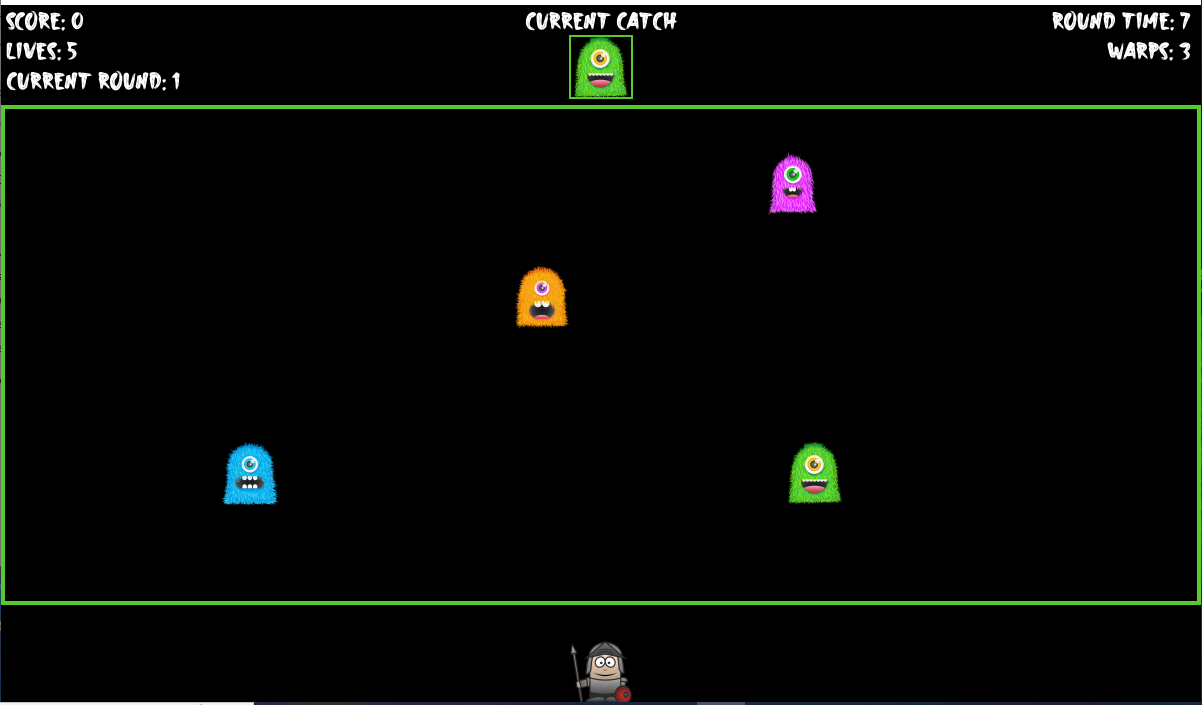 SCORE: 0
LIVES: 5
CURRENT ROUND: 1
CURRENT CATCH
ROUND TIME: 7
WARPS: 3